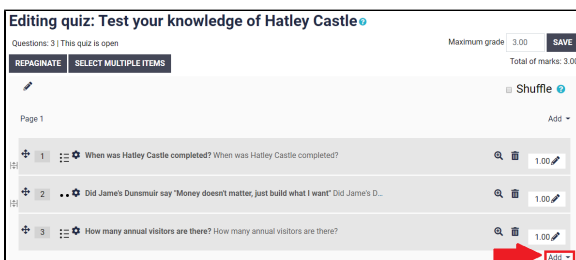 Editing quiz: Test your knowledge of Hatley Castle
Questions: 3 | This quiz is open
Maximum grade 3.00 SAVE
REPAGINATE SELECT MULTIPLE ITEMS
Total of marks: 3.00
Shuffle
Page 1
Add
1 When was Hatley Castle completed? When was Hatley Castle completed? 1.00
2 Did Jame's Dunsmuir say "Money doesn't matter, just build what I want" Did Jame's D... 1.00
3 How many annual visitors are there? How many annual visitors are there? 1.00
Add